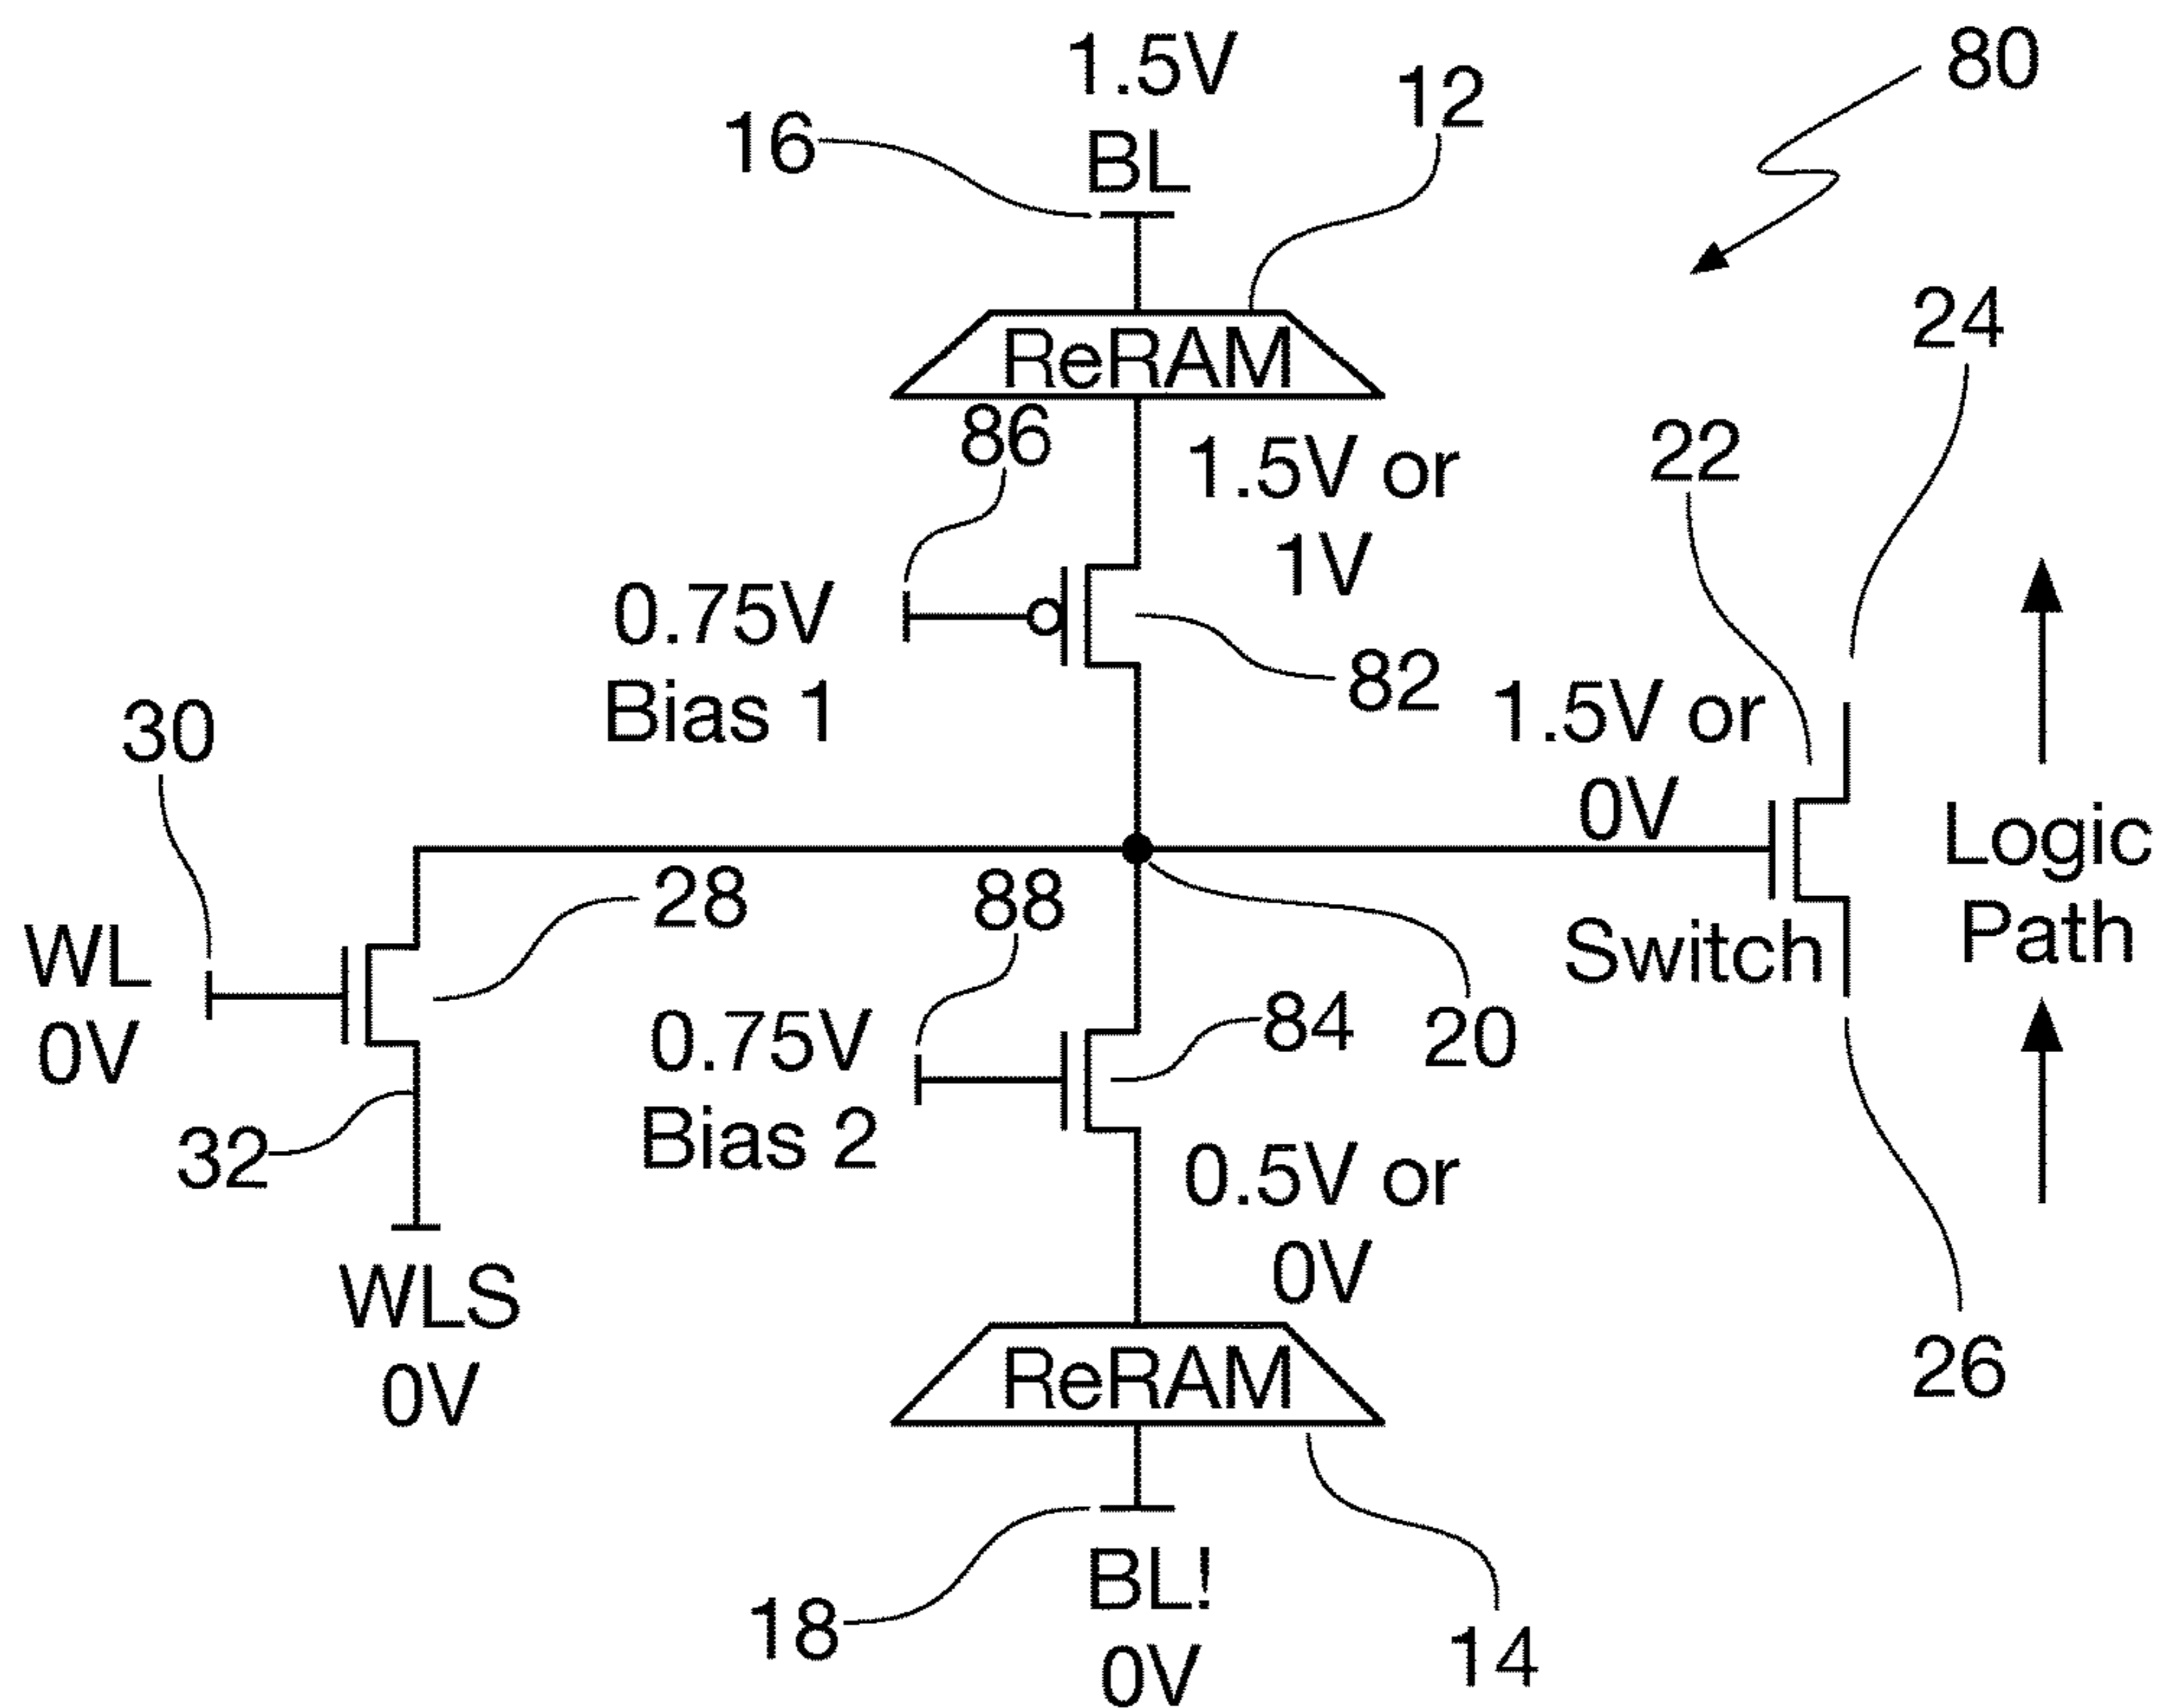 1.5V
BL
16
12
80
ReRAM
24
86
1.5V or
1V
22
0.75V
Bias 1
82
30
1.5V or
0V
Logic
Path
28
88
Switch
WL
0V
84
20
0.75V
Bias 2
32
0.5V or
0V
WLS
0V
ReRAM
26
BL!
0V
18
14